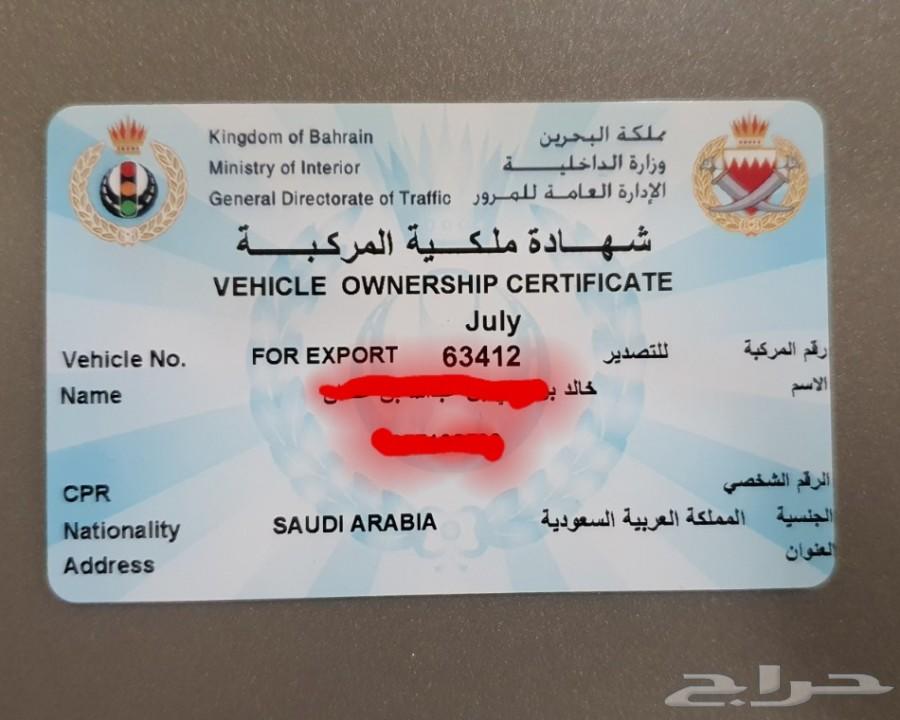 Kingdom of Bahrain مملكة البحرين
Ministry of Interior وزارة الداخلية
General Directorate of Traffic الإدارة العامة للمرور
شهادة ملكية المركبة
VEHICLE OWNERSHIP CERTIFICATE
July
Vehicle No. FOR EXPORT 63412 للتصدير رقم المركبة
Name خالد الاسم
CPR الرقم الشخصي
Nationality SAUDI ARABIA المملكة العربية السعودية الجنسية
Address العنوان
حراج